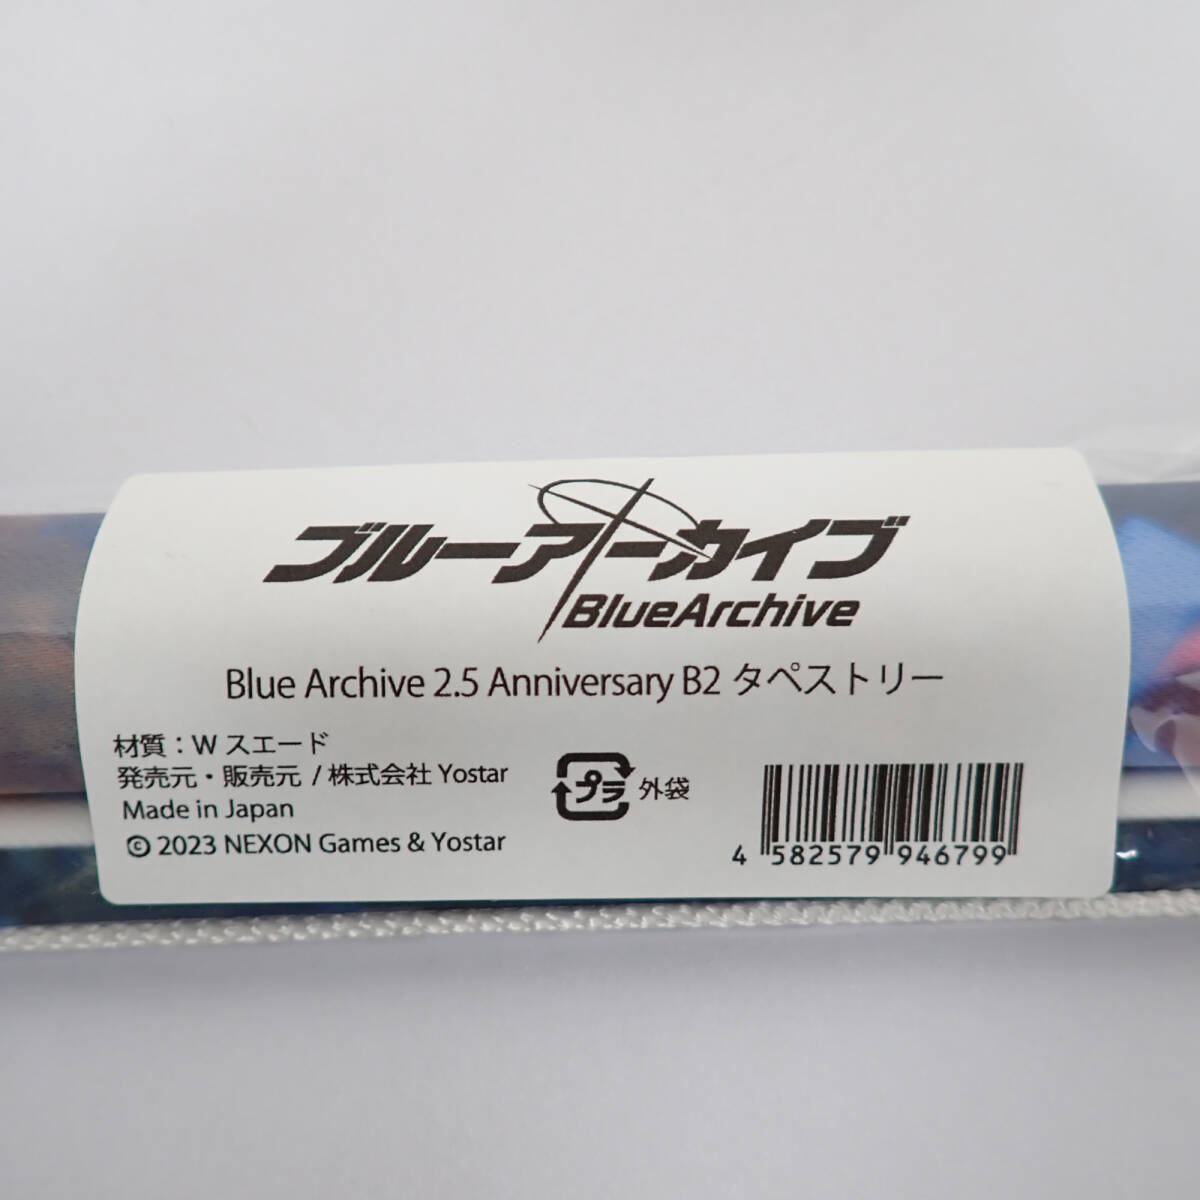 ブルーアーカイブ
BlueArchive
Blue Archive 2.5 Anniversary B2 タペストリー
材質：W スエード
発売元・販売元 / 株式会社 Yostar
Made in Japan
© 2023 NEXON Games & Yostar
プラ 外袋
4 582579 946799